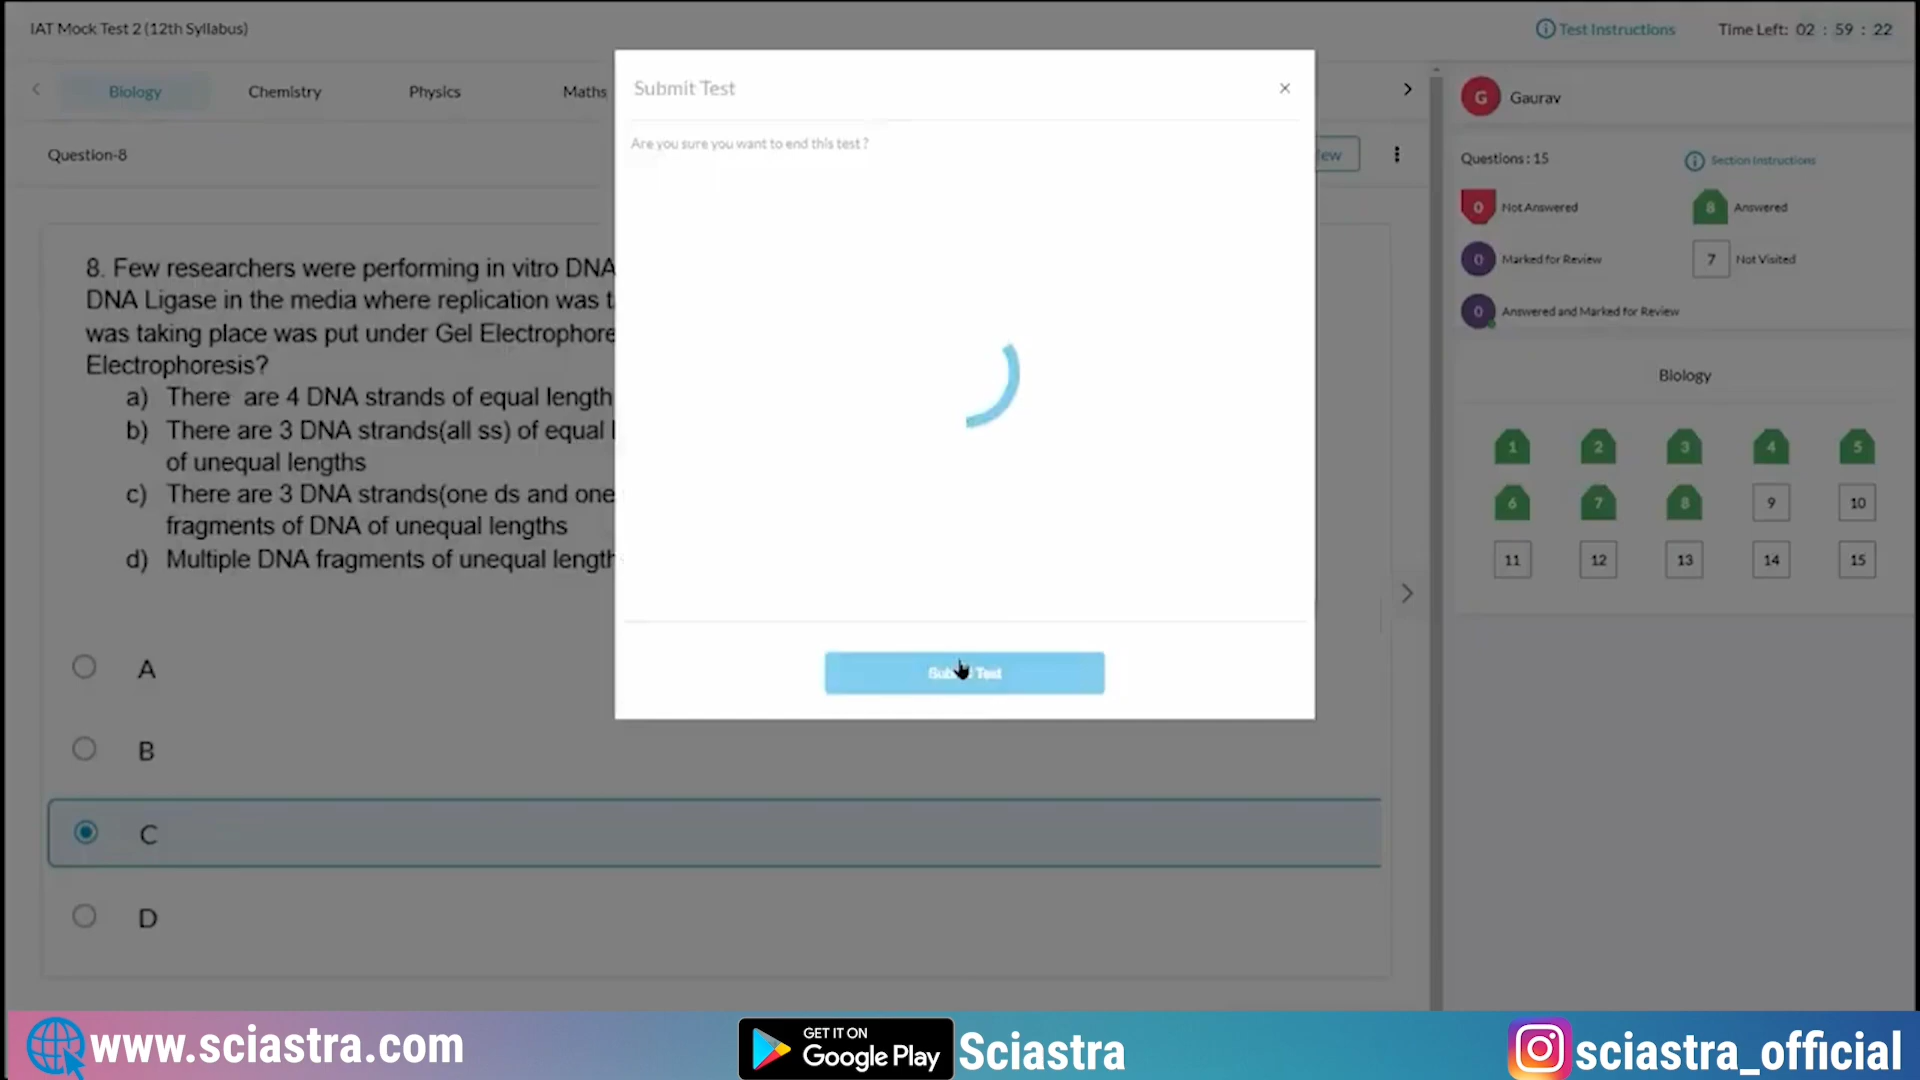 IAT Mock Test 2 (12th Syllabus)
Test Instructions
Time Left: 02 : 59 : 22
Biology
Chemistry
Physics
Maths
Question-8
8. Few researchers were performing in vitro DNA
DNA Ligase in the media where replication was t
was taking place was put under Gel Electrophore
Electrophoresis?
a) There are 4 DNA strands of equal length
b) There are 3 DNA strands(all ss) of equal
of unequal lengths
c) There are 3 DNA strands(one ds and one
fragments of DNA of unequal lengths
d) Multiple DNA fragments of unequal length
A
B
C
D
Submit Test
×
Are you sure you want to end this test ?
Submit Test
G
Gaurav
Questions : 15
Section Instructions
0 Not Answered
8 Answered
0 Marked for Review
7 Not Visited
0 Answered and Marked for Review
Biology
1 2 3 4 5
6 7 8 9 10
11 12 13 14 15
www.sciastra.com
GET IT ON
Google Play
Sciastra
sciastra_official